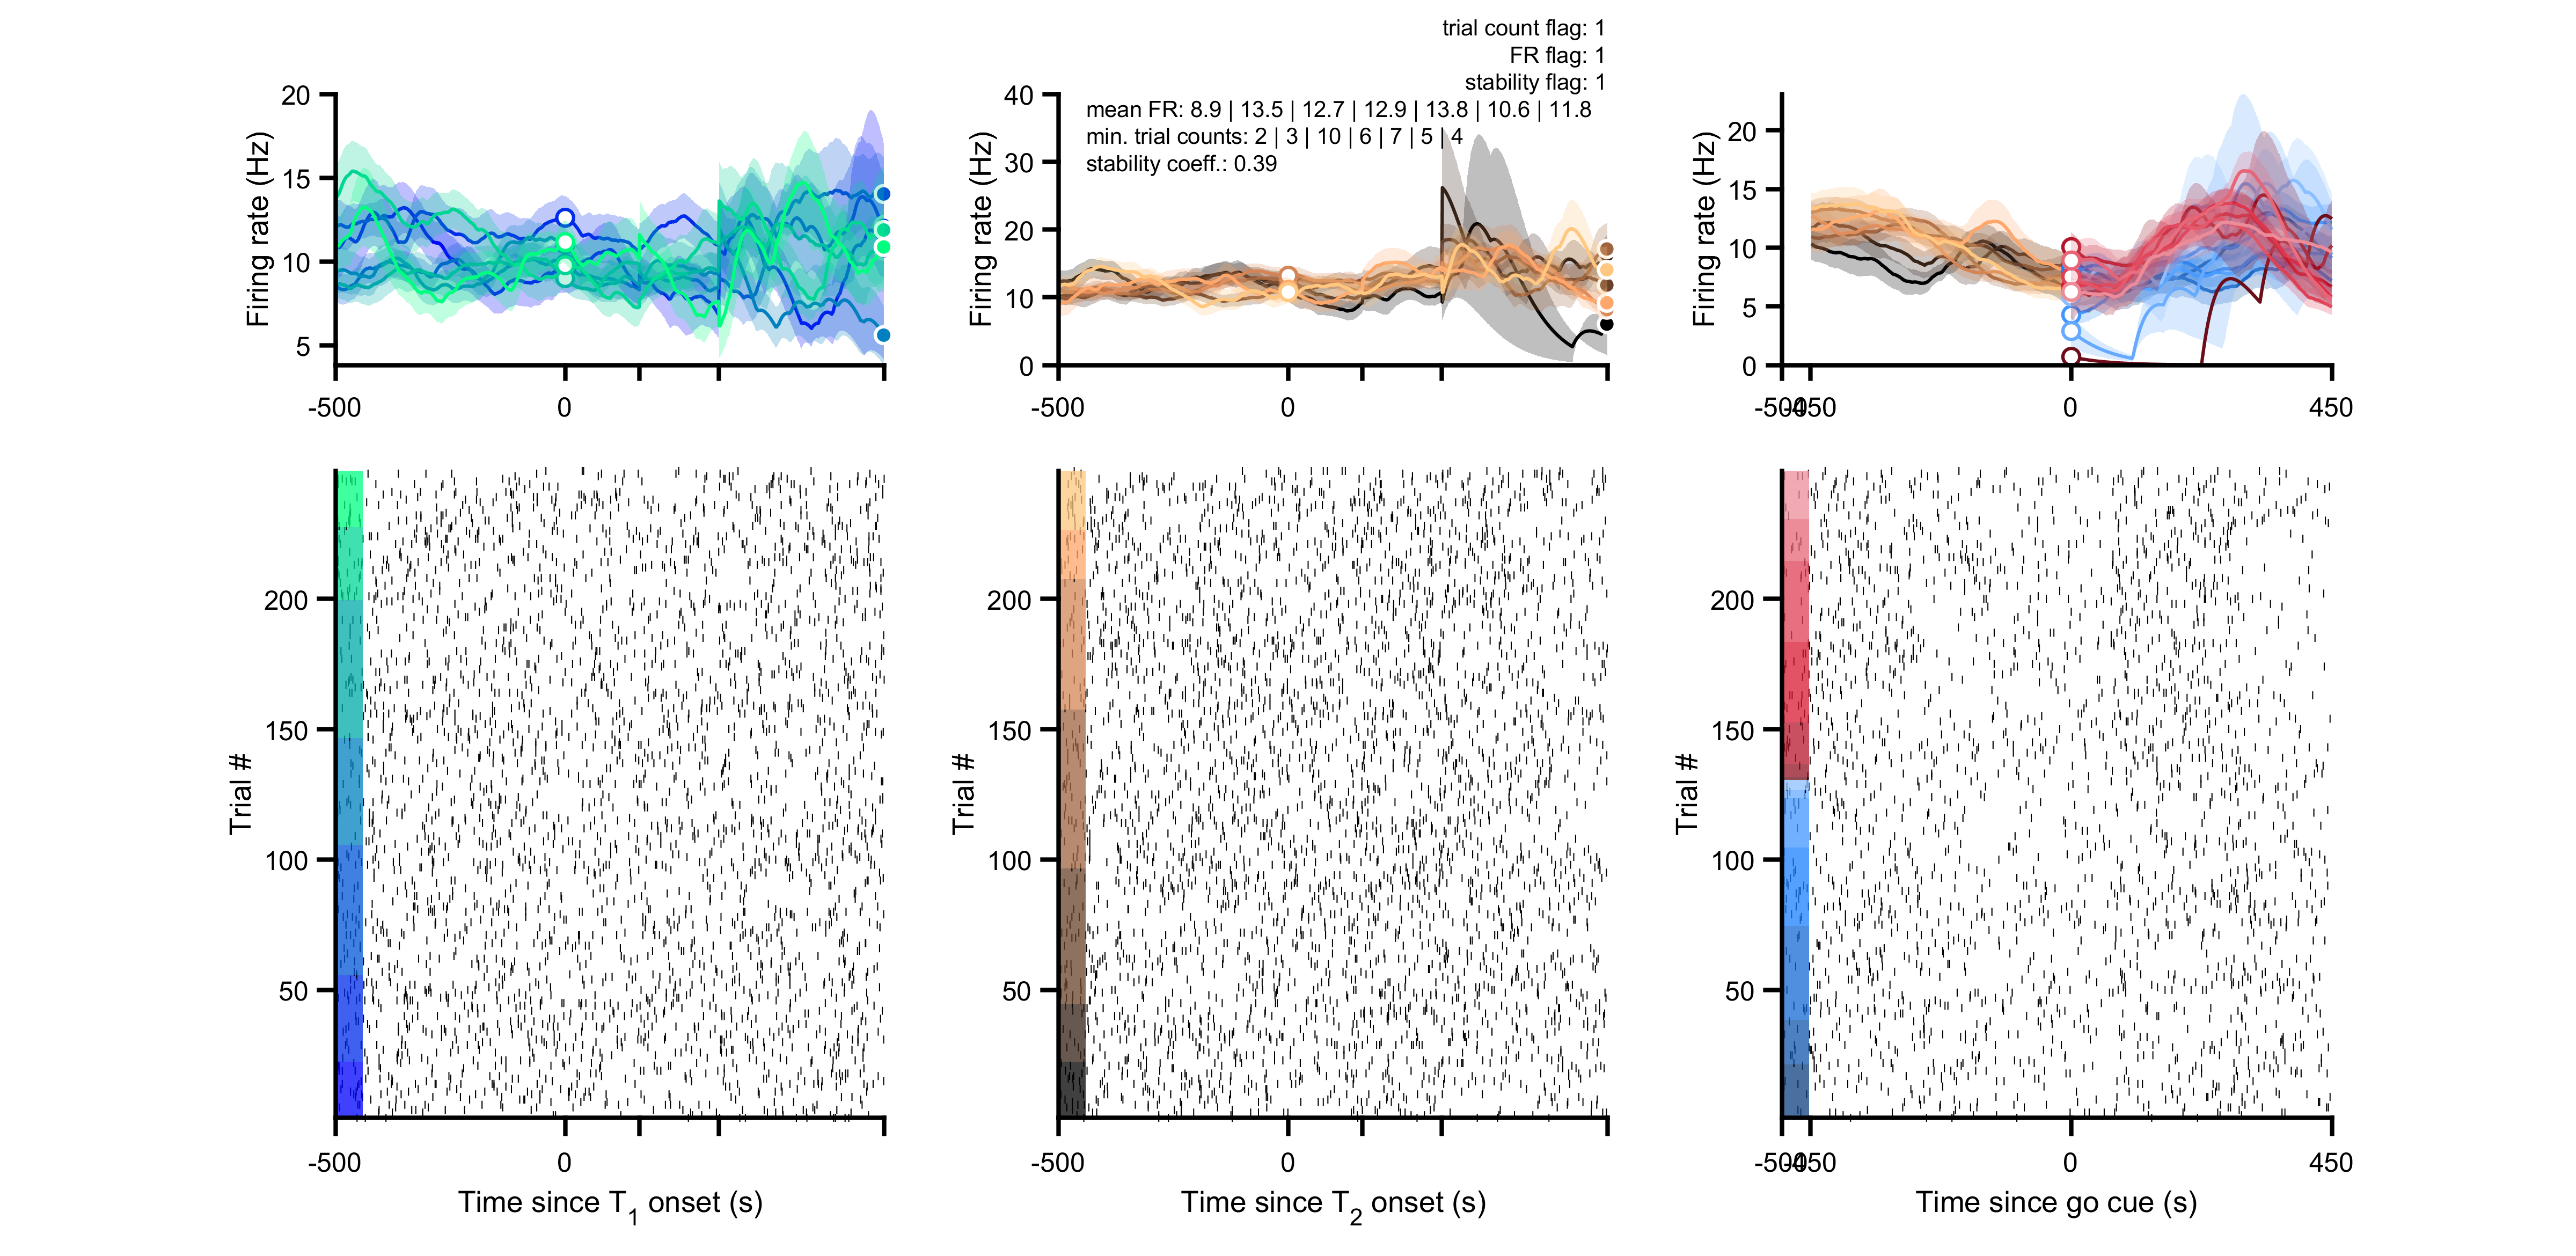 trial count flag: 1
FR flag: 1
stability flag: 1
mean FR: 8.9 | 13.5 | 12.7 | 12.9 | 13.8 | 10.6 | 11.8
min. trial counts: 2 | 3 | 10 | 6 | 7 | 5 | 4
stability coeff.: 0.39
Firing rate (Hz)
20
15
10
5
-500
0
Firing rate (Hz)
40
30
20
10
0
-500
0
Firing rate (Hz)
20
15
10
5
0
-500
-450
0
450
Trial #
200
150
100
50
-500
0
Time since T1 onset (s)
Trial #
200
150
100
50
-500
0
Time since T2 onset (s)
Trial #
200
150
100
50
-500
-450
0
450
Time since go cue (s)